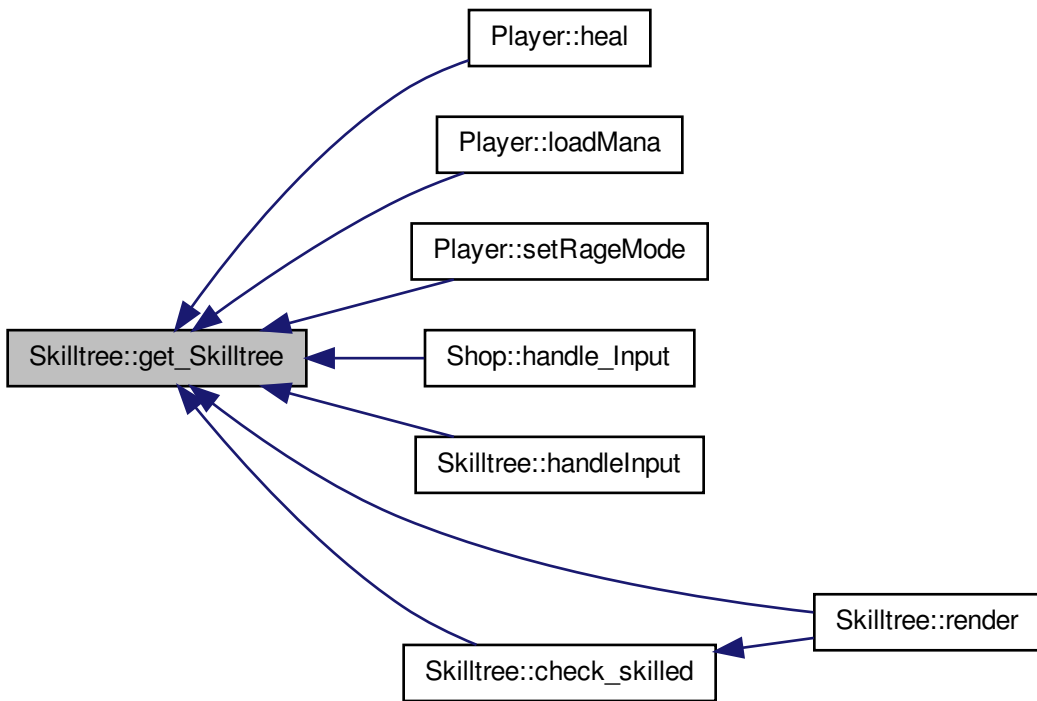 Player::heal
Player::loadMana
Player::setRageMode
Skilltree::get_Skilltree
Shop::handle_Input
Skilltree::handleInput
Skilltree::render
Skilltree::check_skilled